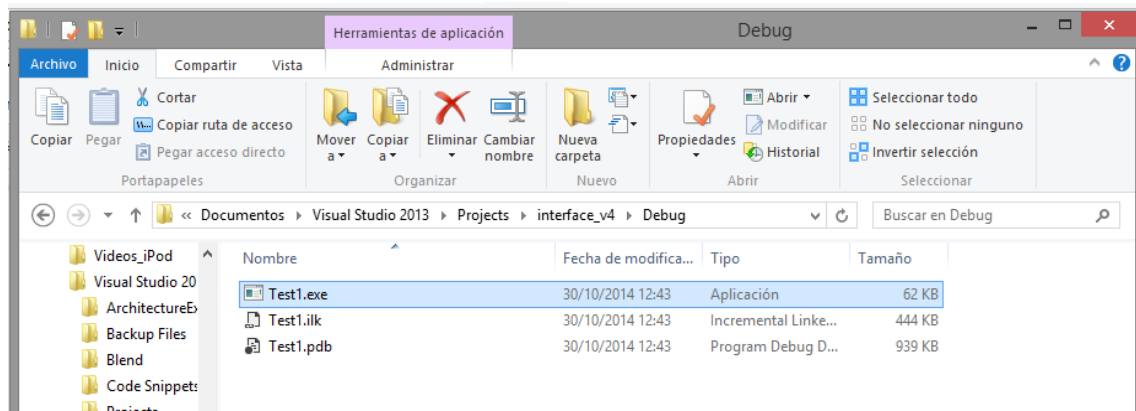 Herramientas de aplicación
Debug
Archivo Inicio Compartir Vista Administrar
Copiar
Pegar
Cortar
Copiar ruta de acceso
Pegar acceso directo
Portapapeles
Mover a
Copiar a
Eliminar
Cambiar nombre
Organizar
Nueva carpeta
Nuevo
Propiedades
Abrir
Modificar
Historial
Abrir
Seleccionar todo
No seleccionar ninguno
Invertir selección
Seleccionar
« Documentos Visual Studio 2013 Projects interface_v4 Debug
Buscar en Debug
Videos_iPod
Visual Studio 20
Backup Files
Blend
Code Snippets
Nombre Fecha de modifica... Tipo Tamaño
Test1.exe 30/10/2014 12:43 Aplicación 62 KB
Test1.ilk 30/10/2014 12:43 Incremental Linke... 444 KB
Test1.pdb 30/10/2014 12:43 Program Debug D... 939 KB